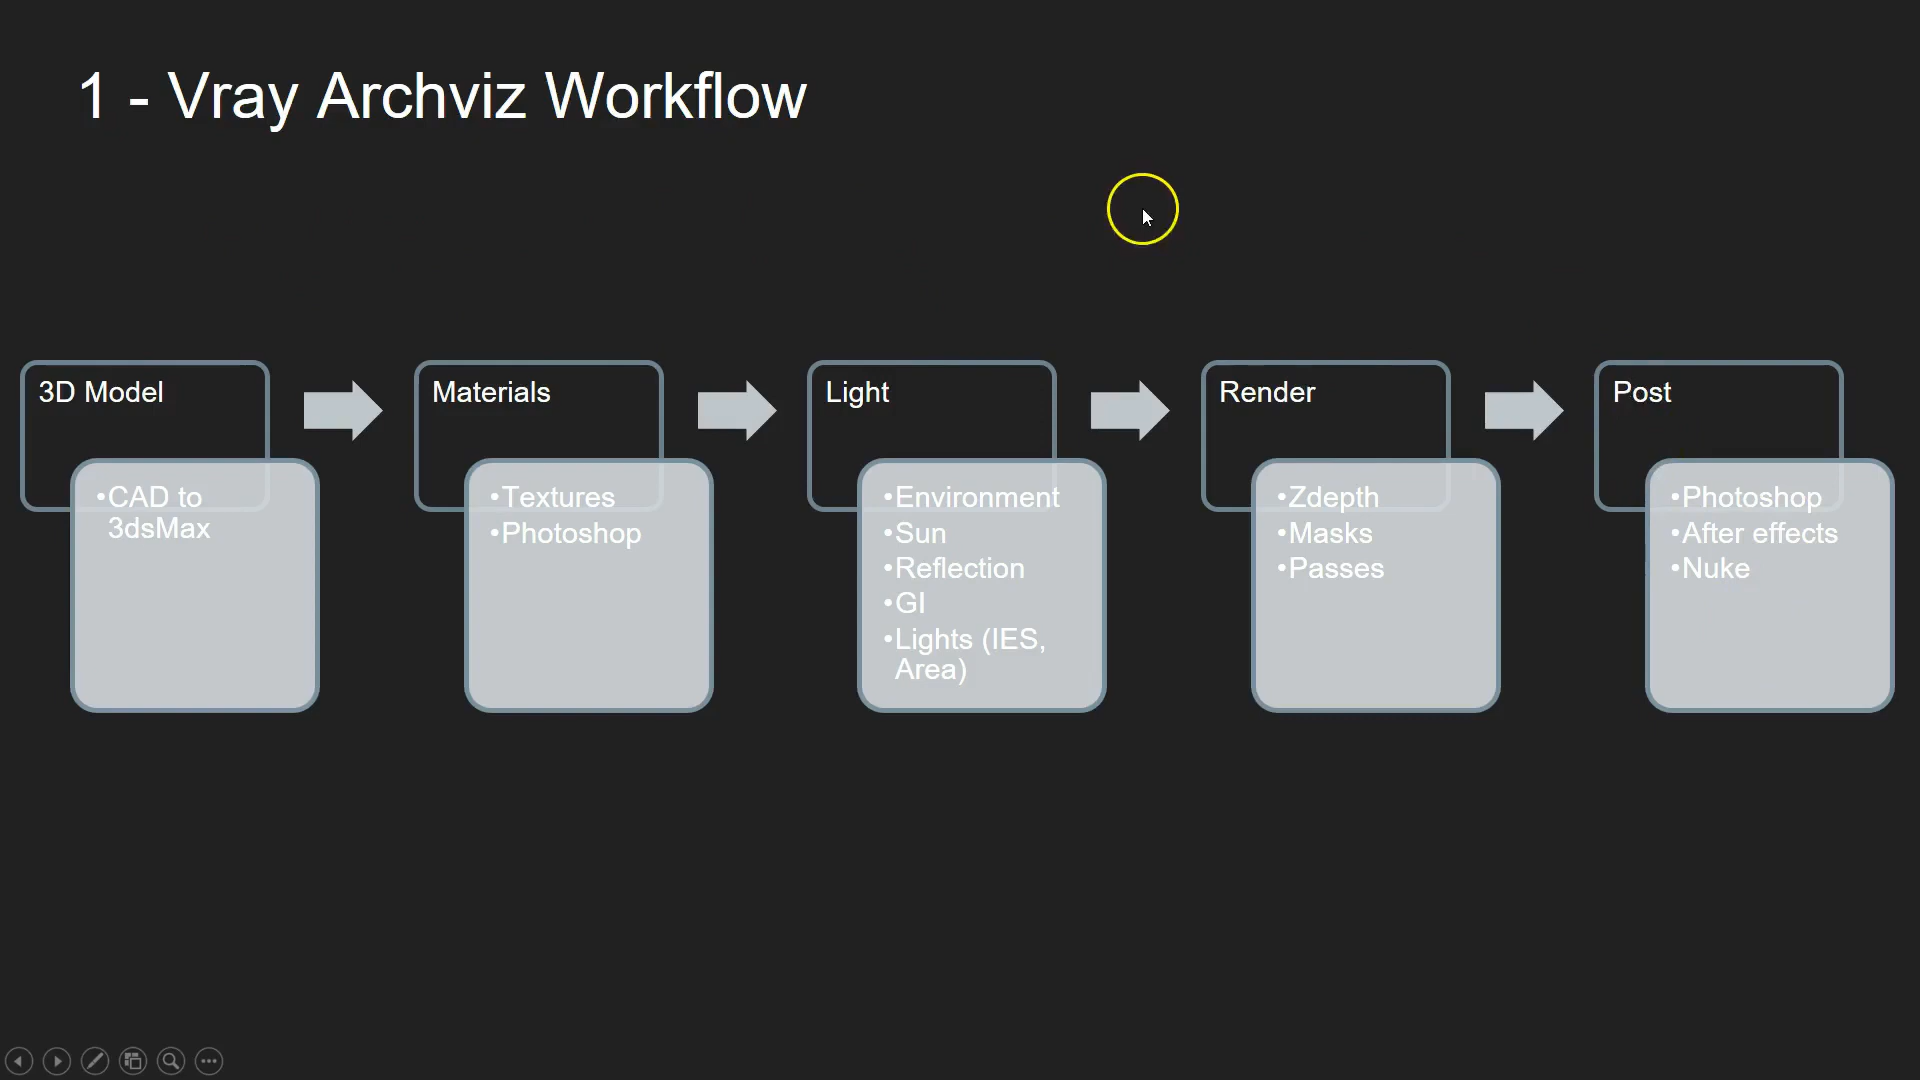 1 - Vray Archviz Workflow
3D Model
•CAD to
3dsMax
Materials
•Textures
•Photoshop
Light
•Environment
•Sun
•Reflection
•GI
•Lights (IES,
Area)
Render
•Zdepth
•Masks
•Passes
Post
•Photoshop
•After effects
•Nuke